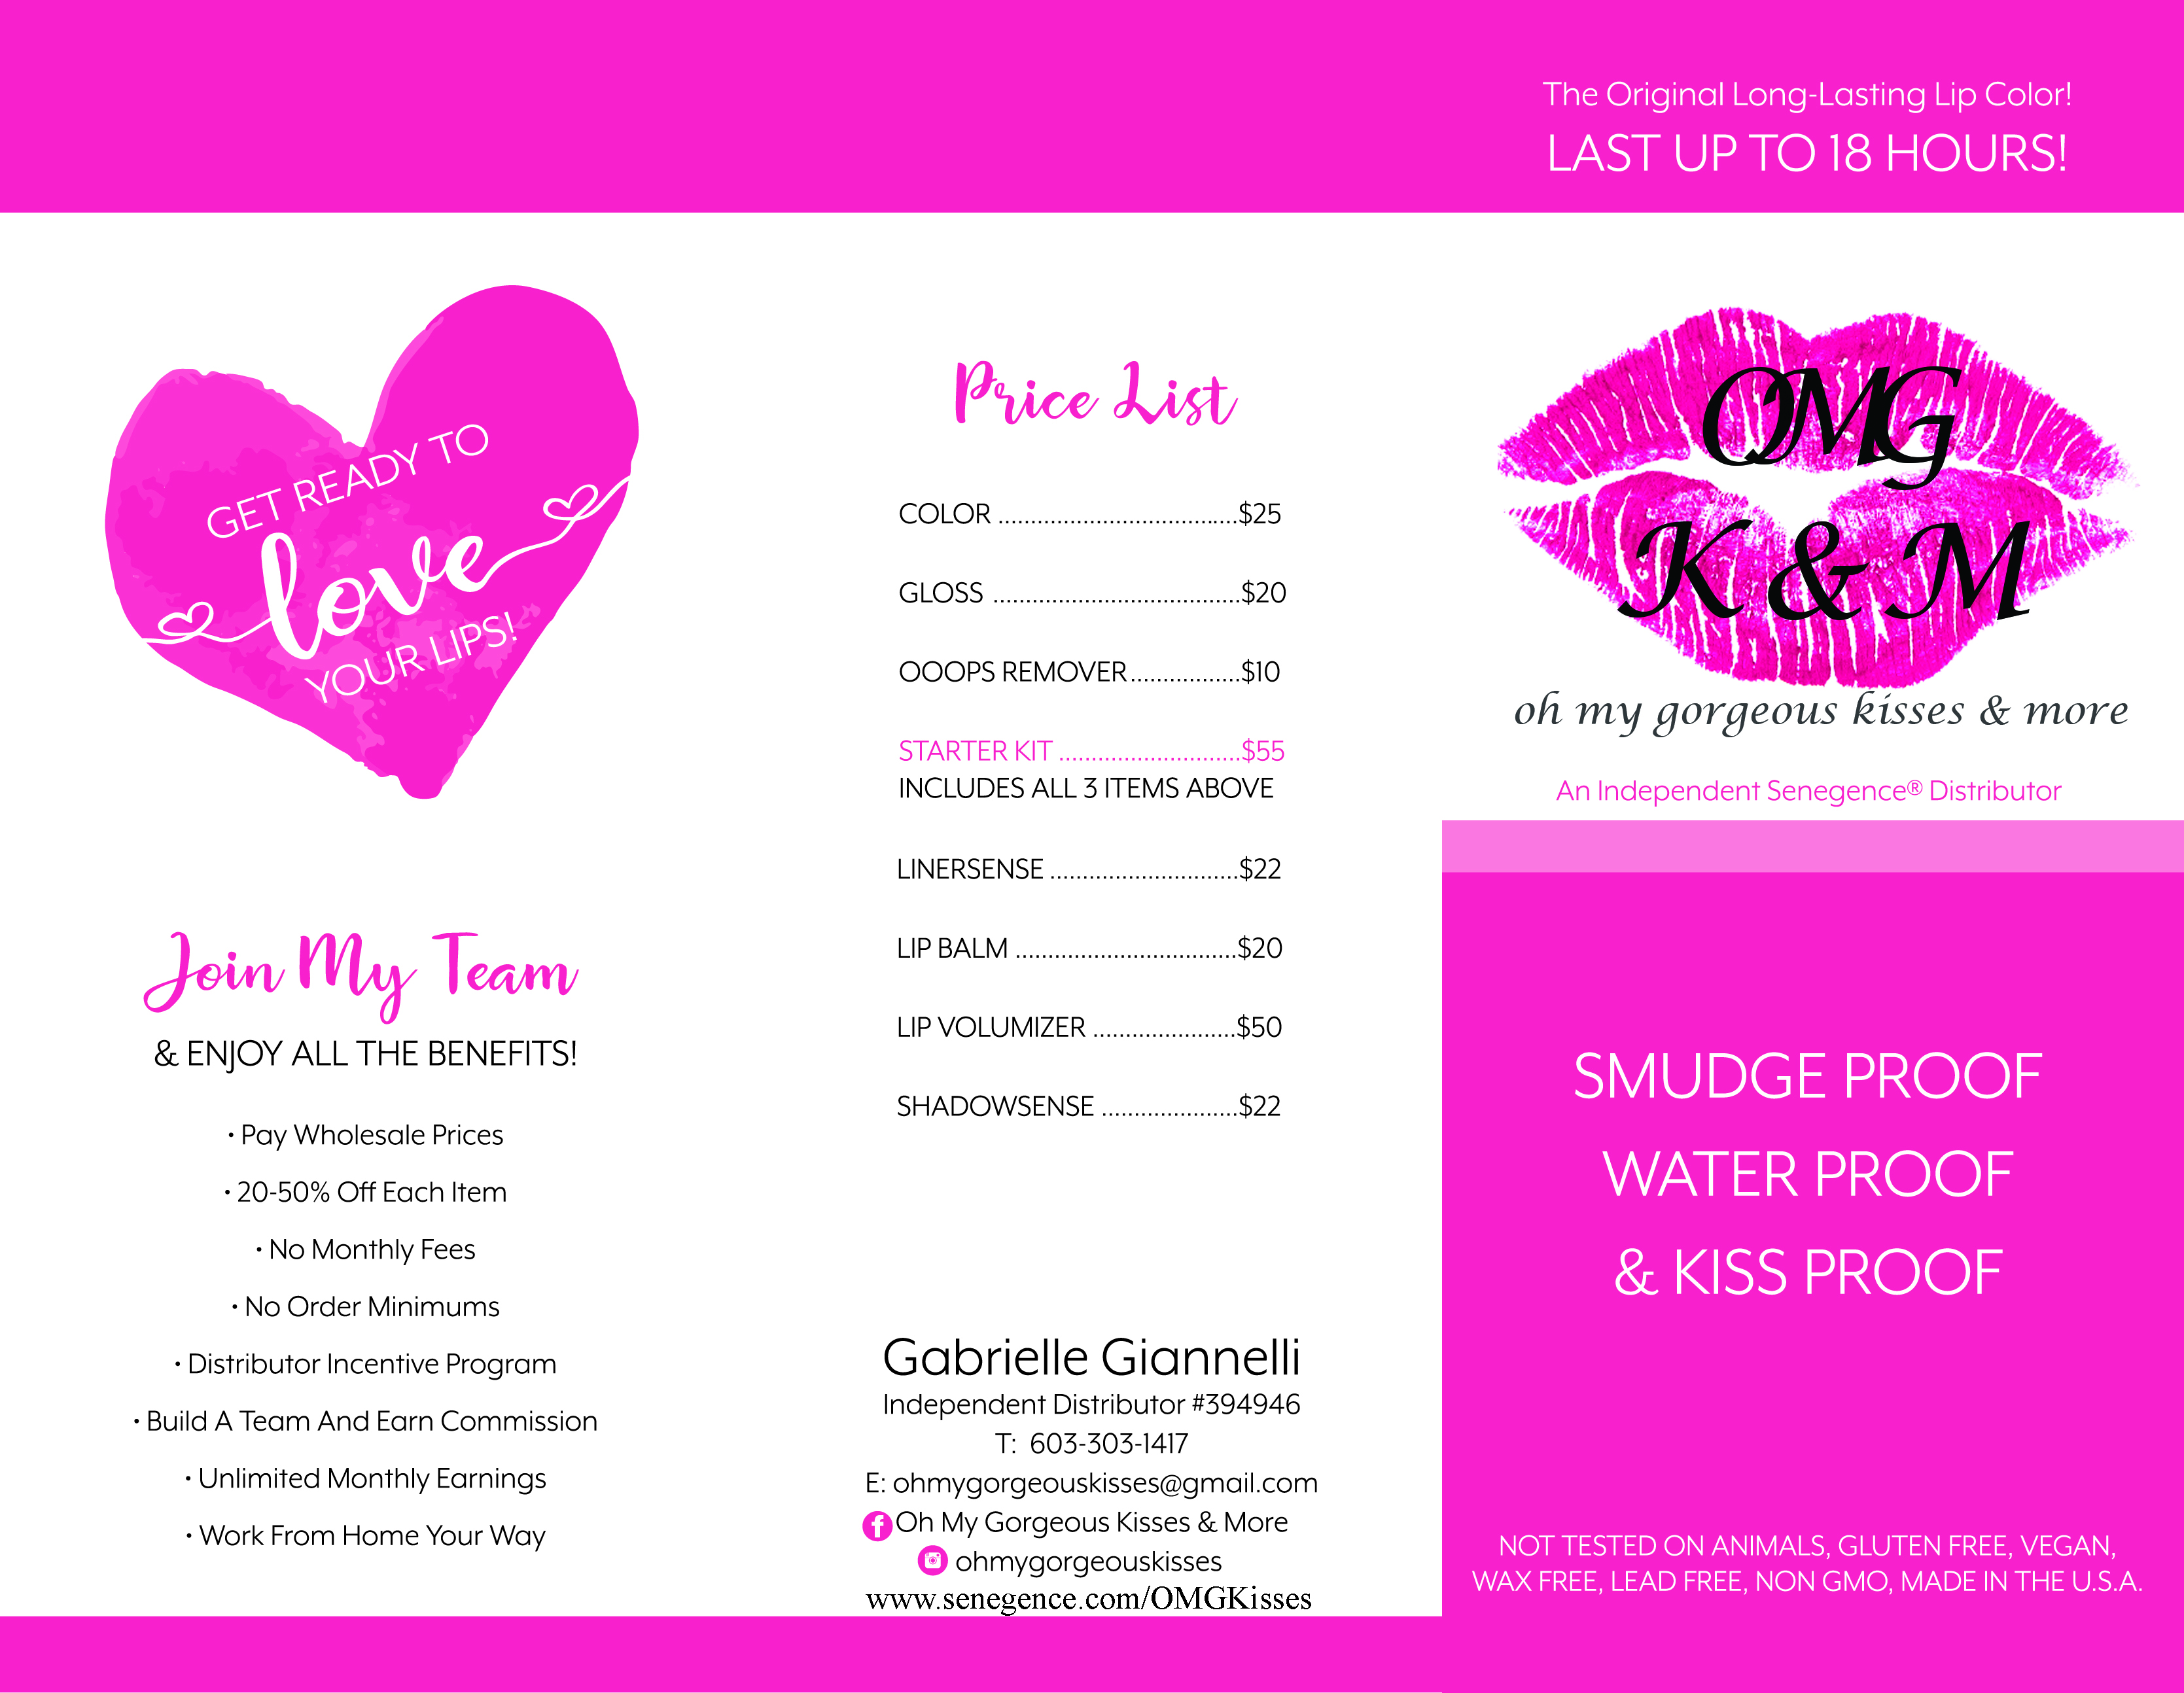 GET READY TO
love
YOUR LIPS!
Join My Team
& ENJOY ALL THE BENEFITS!
• Pay Wholesale Prices
• 20-50% Off Each Item
• No Monthly Fees
• No Order Minimums
• Distributor Incentive Program
• Build A Team And Earn Commission
• Unlimited Monthly Earnings
• Work From Home Your Way
Price List
COLOR .....................................$25
GLOSS ......................................$20
OOOPS REMOVER.................$10
STARTER KIT ............................$55
INCLUDES ALL 3 ITEMS ABOVE
LINERSENSE .............................$22
LIP BALM ..................................$20
LIP VOLUMIZER ......................$50
SHADOWSENSE .....................$22
Gabrielle Giannelli
Independent Distributor #394946
T: 603-303-1417
E: ohmygorgeouskisses@gmail.com
Oh My Gorgeous Kisses & More
ohmygorgeouskisses
www.senegence.com/OMGKisses
The Original Long-Lasting Lip Color!
LAST UP TO 18 HOURS!
OMG
K & M
oh my gorgeous kisses & more
An Independent Senegence® Distributor
SMUDGE PROOF
WATER PROOF
& KISS PROOF
NOT TESTED ON ANIMALS, GLUTEN FREE, VEGAN,
WAX FREE, LEAD FREE, NON GMO, MADE IN THE U.S.A.